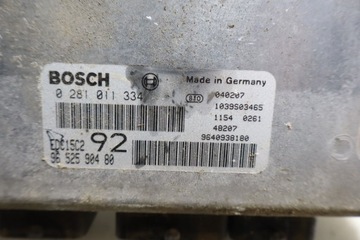 BOSCH
Made in Germany
0 281 011 334
040207
1039S03465
1154 0261
48207
9640938180
EDC15C2
92
96 525 904 80